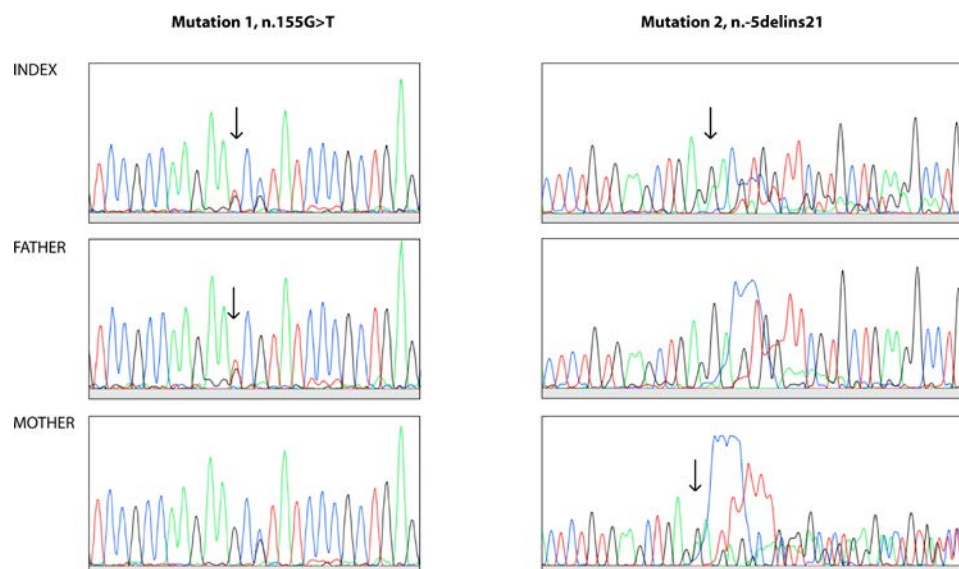 Mutation 1, n.155G>T
Mutation 2, n.-5delins21
INDEX
FATHER
MOTHER